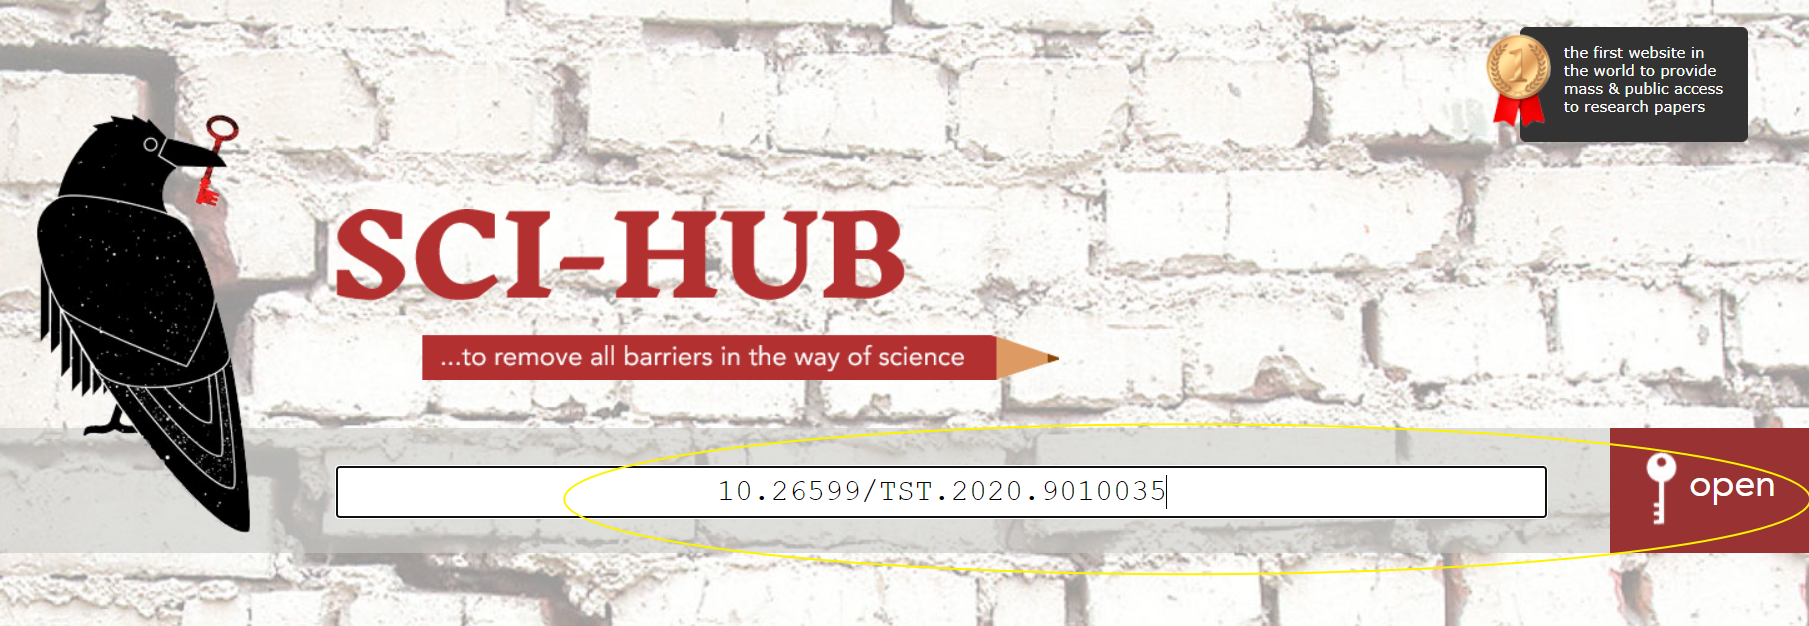 the first website in
the world to provide
mass & public access
to research papers
1
SCI-HUB
...to remove all barriers in the way of science
10.26599/TST.2020.9010035
open